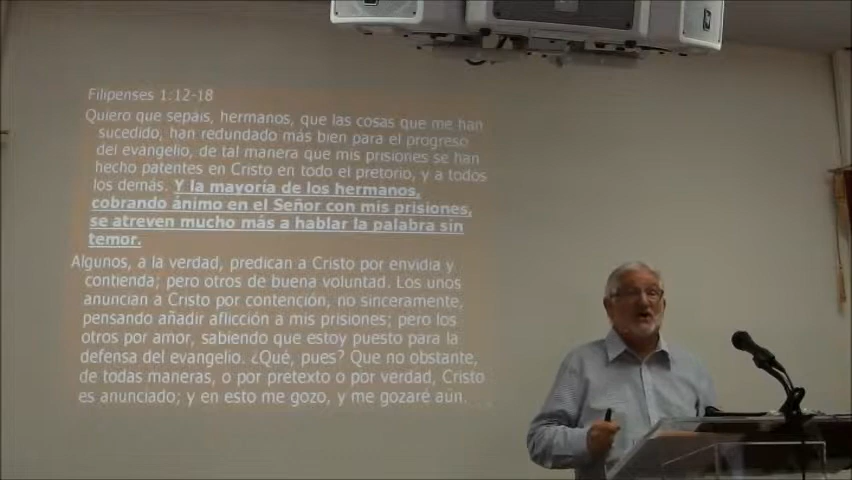 Filipenses 1:12-18
Quiero que sepáis, hermanos, que las cosas que me han
sucedido, han redundado más bien para el progreso
del evangelio, de tal manera que mis prisiones se han
hecho patentes en Cristo en todo el pretorio, y a todos
los demás. Y la mayoría de los hermanos,
cobrando ánimo en el Señor con mis prisiones,
se atreven mucho más a hablar la palabra sin
temor.
Algunos, a la verdad, predican a Cristo por envidia y
contienda; pero otros de buena voluntad. Los unos
anuncian a Cristo por contención, no sinceramente,
pensando añadir aflicción a mis prisiones; pero los
otros por amor, sabiendo que estoy puesto para la
defensa del evangelio. ¿Qué, pues? Que no obstante,
de todas maneras, o por pretexto o por verdad, Cristo
es anunciado; y en esto me gozo, y me gozaré aún.